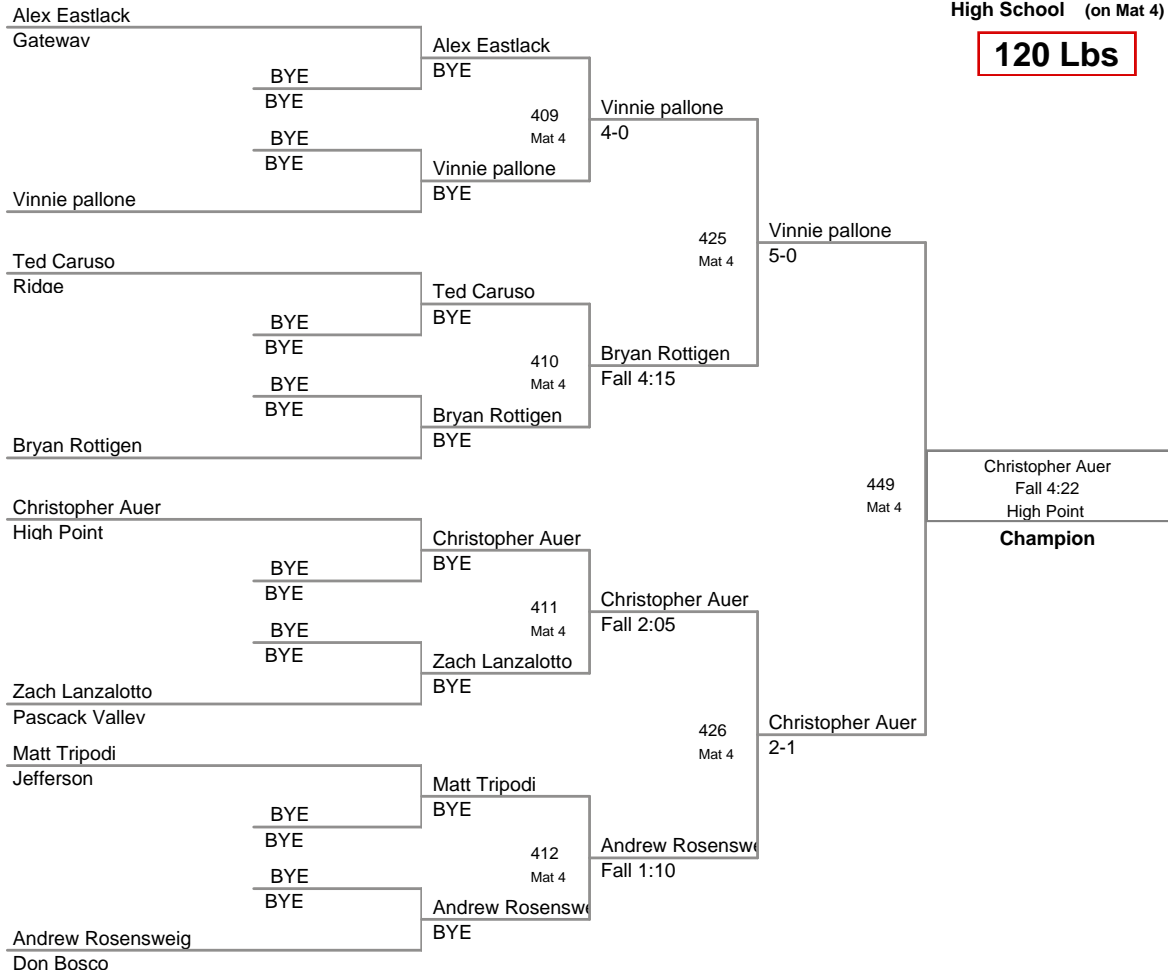 High School (on Mat 4)
120 Lbs
Alex Eastlack
Gateway
Alex Eastlack
BYE
BYE
BYE
409
Mat 4
Vinnie pallone
4-0
BYE
BYE
Vinnie pallone
BYE
Vinnie pallone
425
Mat 4
Vinnie pallone
5-0
Ted Caruso
Ridge
Ted Caruso
BYE
BYE
BYE
410
Mat 4
Bryan Rottigen
Fall 4:15
BYE
BYE
Bryan Rottigen
BYE
Bryan Rottigen
449
Mat 4
Christopher Auer
Fall 4:22
High Point
Champion
Christopher Auer
High Point
Christopher Auer
BYE
BYE
BYE
411
Mat 4
Christopher Auer
Fall 2:05
BYE
BYE
Zach Lanzalotto
BYE
Zach Lanzalotto
Pascack Valley
426
Mat 4
Christopher Auer
2-1
Matt Tripodi
Jefferson
Matt Tripodi
BYE
BYE
BYE
412
Mat 4
Andrew Rosenswe
Fall 1:10
BYE
BYE
Andrew Rosenswe
BYE
Andrew Rosensweig
Don Bosco